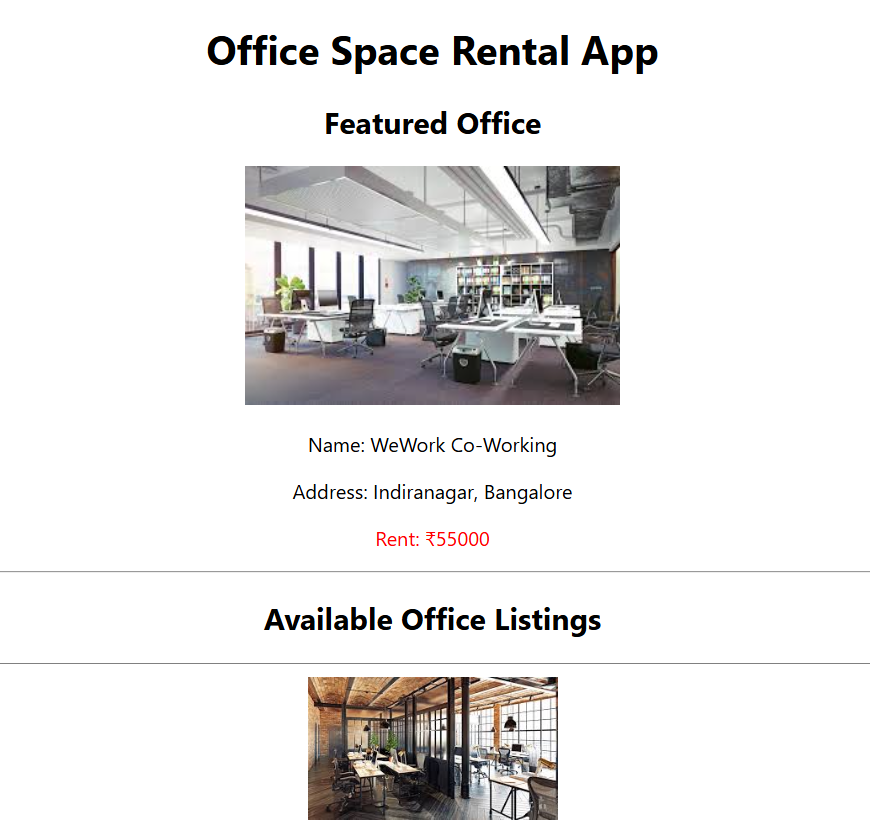 Office Space Rental App
Featured Office
Name: WeWork Co-Working
Address: Indiranagar, Bangalore
Rent: ₹55000
Available Office Listings